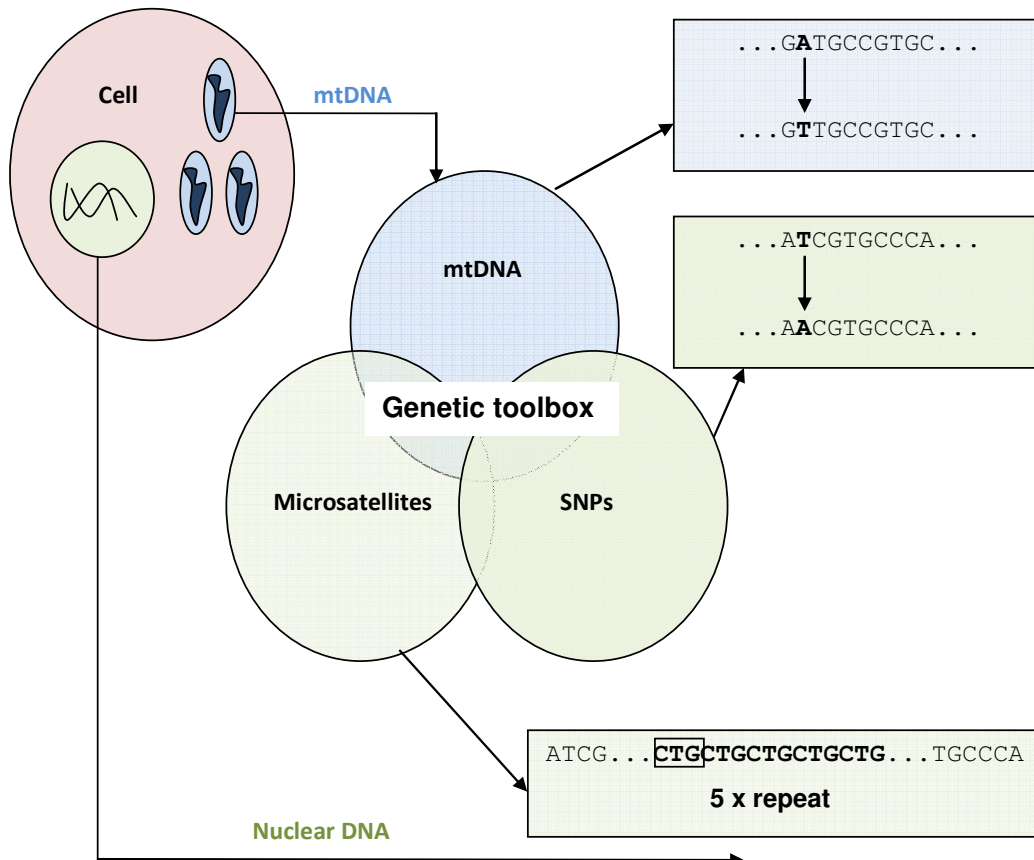 Cell
mtDNA
...GATGCCGTGC...
...GTTGCCGTGC...
mtDNA
...ATCGTGCCCA...
...AACGTGCCCA...
Genetic toolbox
Microsatellites
SNPs
ATCG...CTGCTGCTGCTGCTG...TGCCCA
5 x repeat
Nuclear DNA